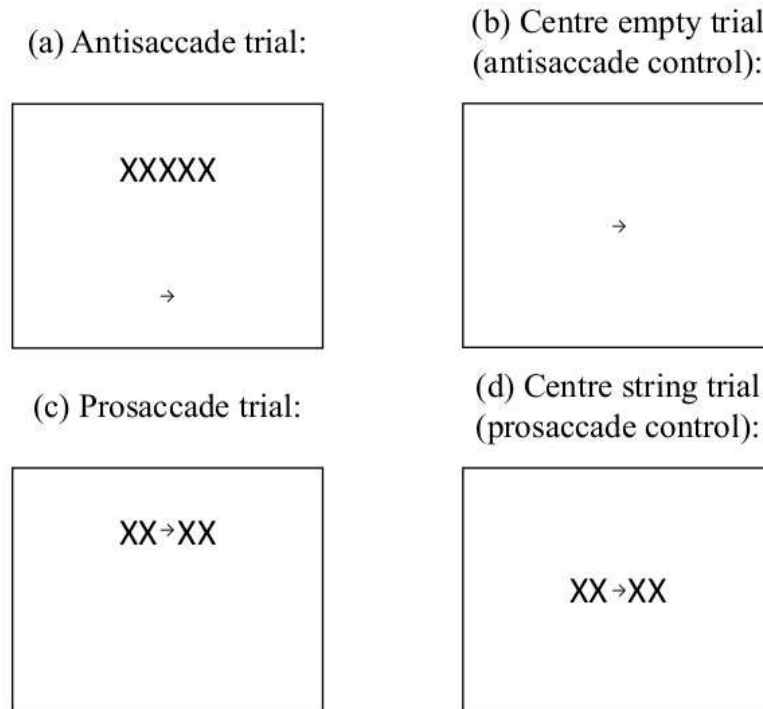 (a) Antisaccade trial:
(b) Centre empty trial
(antisaccade control):
XXXXX
→
→
(c) Prosaccade trial:
(d) Centre string trial
(prosaccade control):
XX→XX
XX→XX